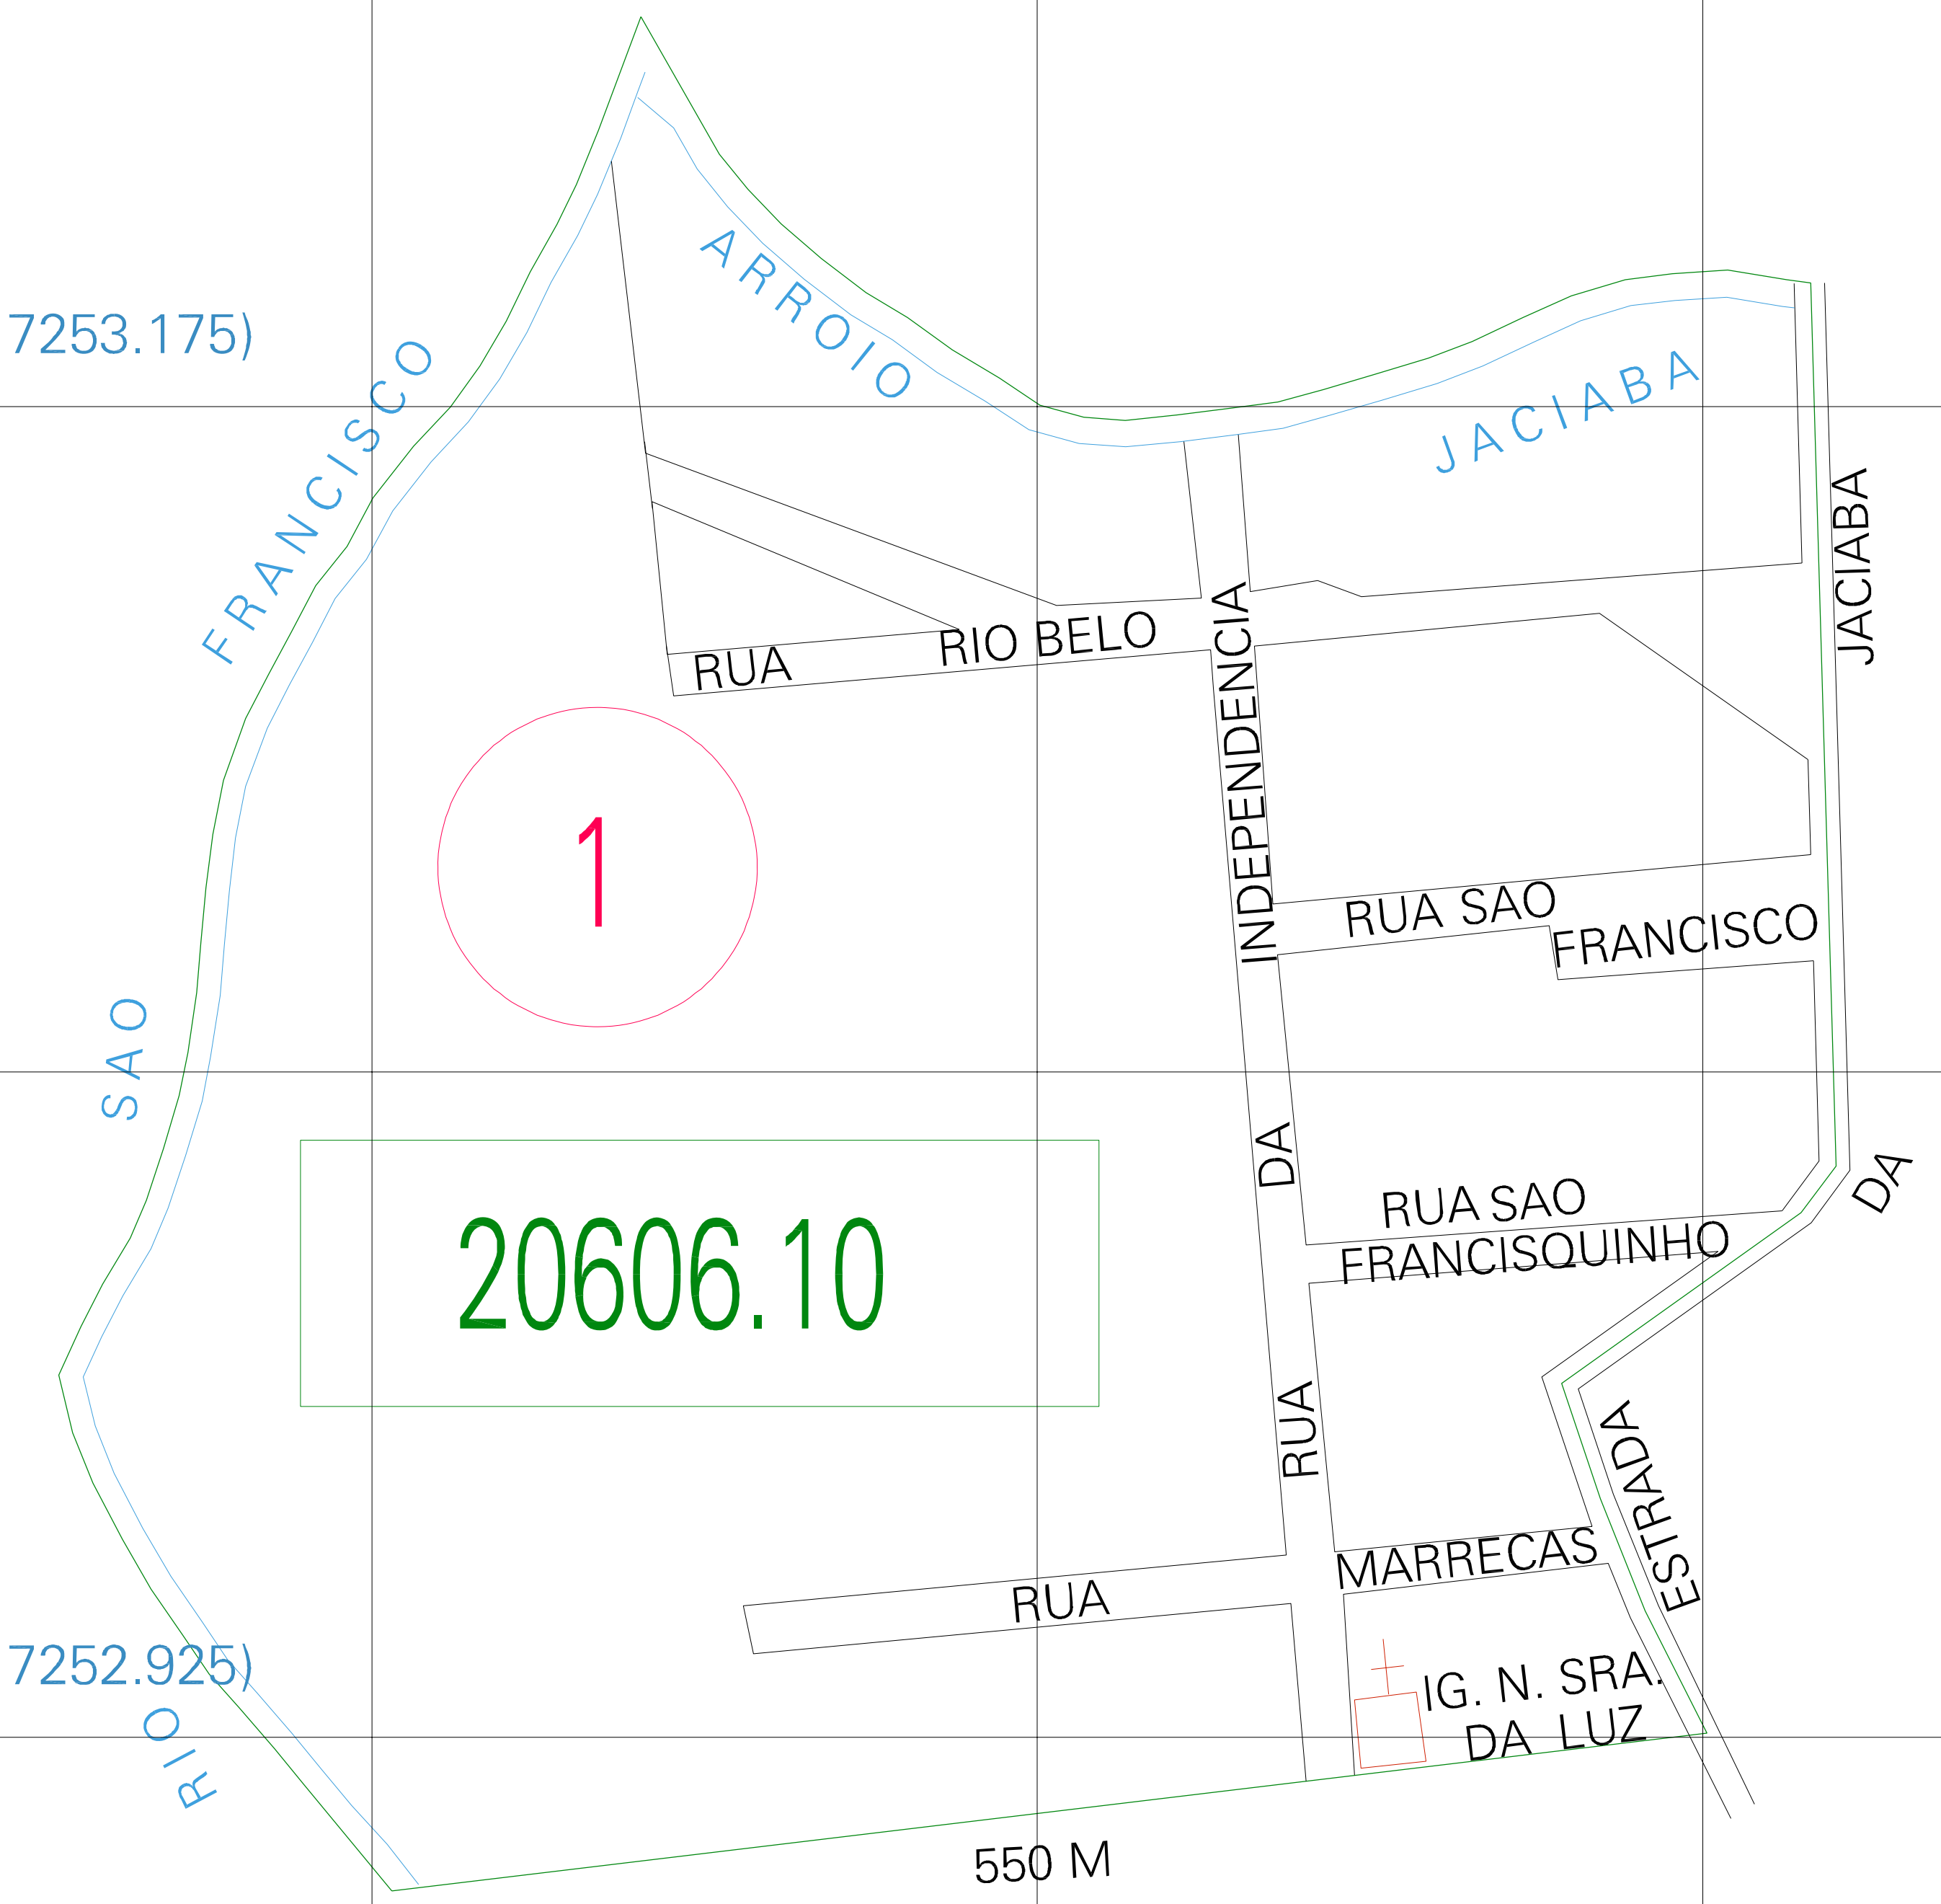 ARROIO
7253.175)
FRANCISCO
JACIABA
JACIABA
RUA RIO BELO
INDEPENDENCIA
1
RUA SAO
FRANCISCO
SAO
DA
DA
RUA SAO
FRANCISQUINHO
20606.10
RUA
ESTRADA
MARRECAS
RUA
7252.925)
IG. N. SRA.
DA LUZ
RIO
550 M